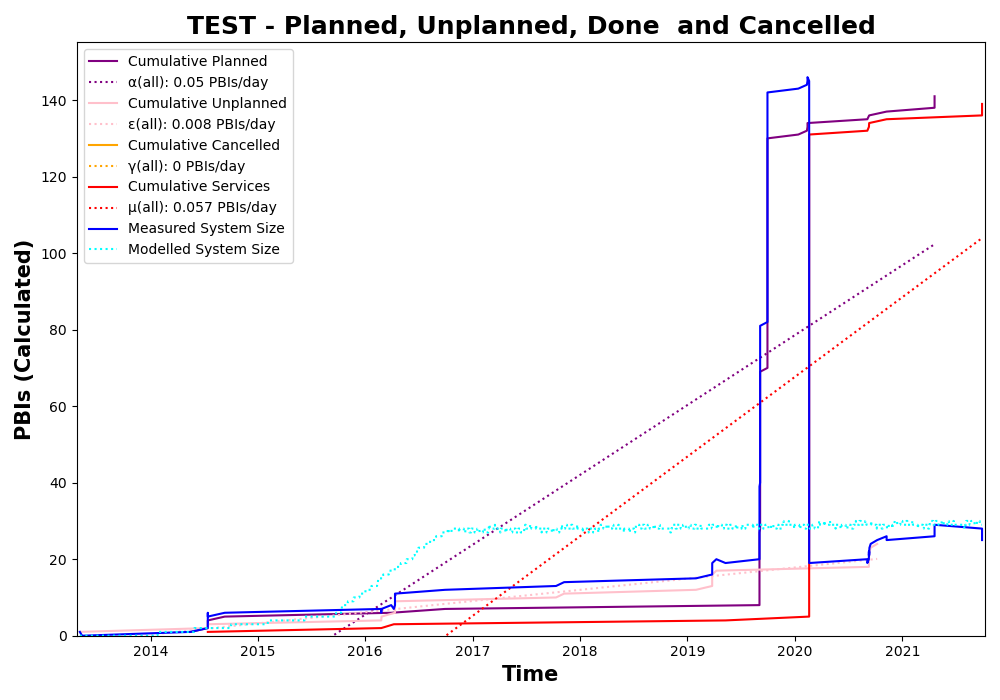 TEST - Planned, Unplanned, Done  and Cancelled
Cumulative Planned
α(all): 0.05 PBIs/day
Cumulative Unplanned
ε(all): 0.008 PBIs/day
Cumulative Cancelled
γ(all): 0 PBIs/day
Cumulative Services
μ(all): 0.057 PBIs/day
Measured System Size
Modelled System Size
PBIs (Calculated)
140
120
100
80
60
40
20
0
2014 2015 2016 2017 2018 2019 2020 2021
Time